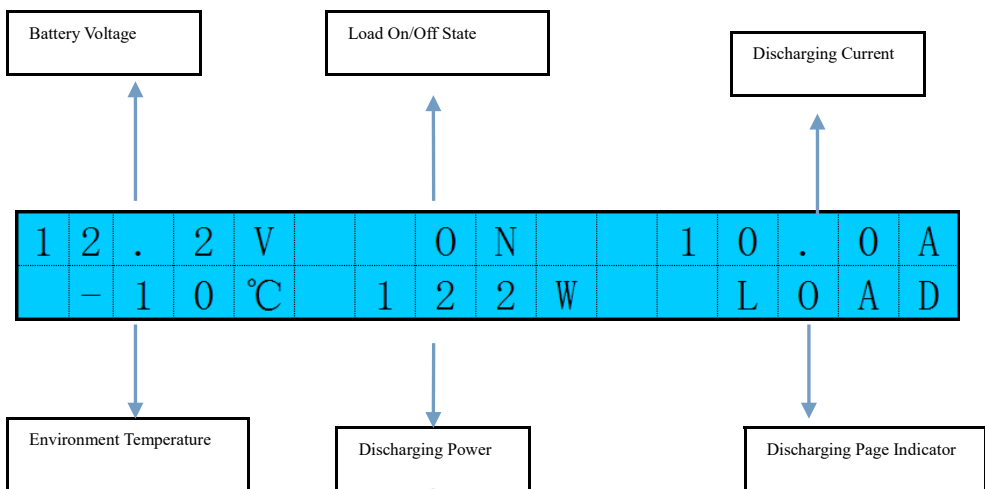 Battery Voltage
Load On/Off State
Discharging Current
12.2V ON 10.0A
-10℃ 122W LOAD
Environment Temperature
Discharging Power
Discharging Page Indicator